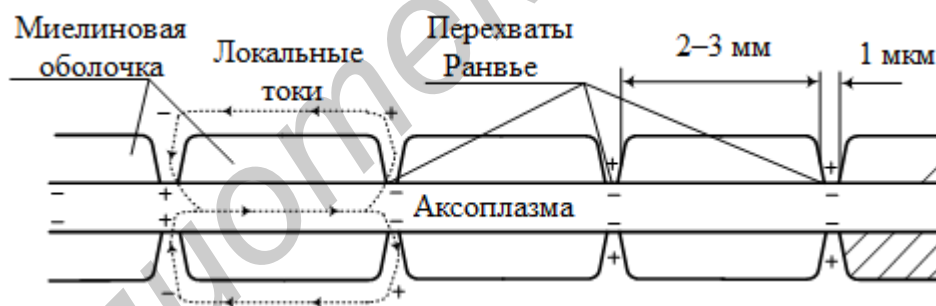 Миелиновая
оболочка
Локальные
токи
Перехваты
Ранвье
2–3 мм
1 мкм
– + + +
– + – – –
Аксоплазма
– + – – –
– + + +